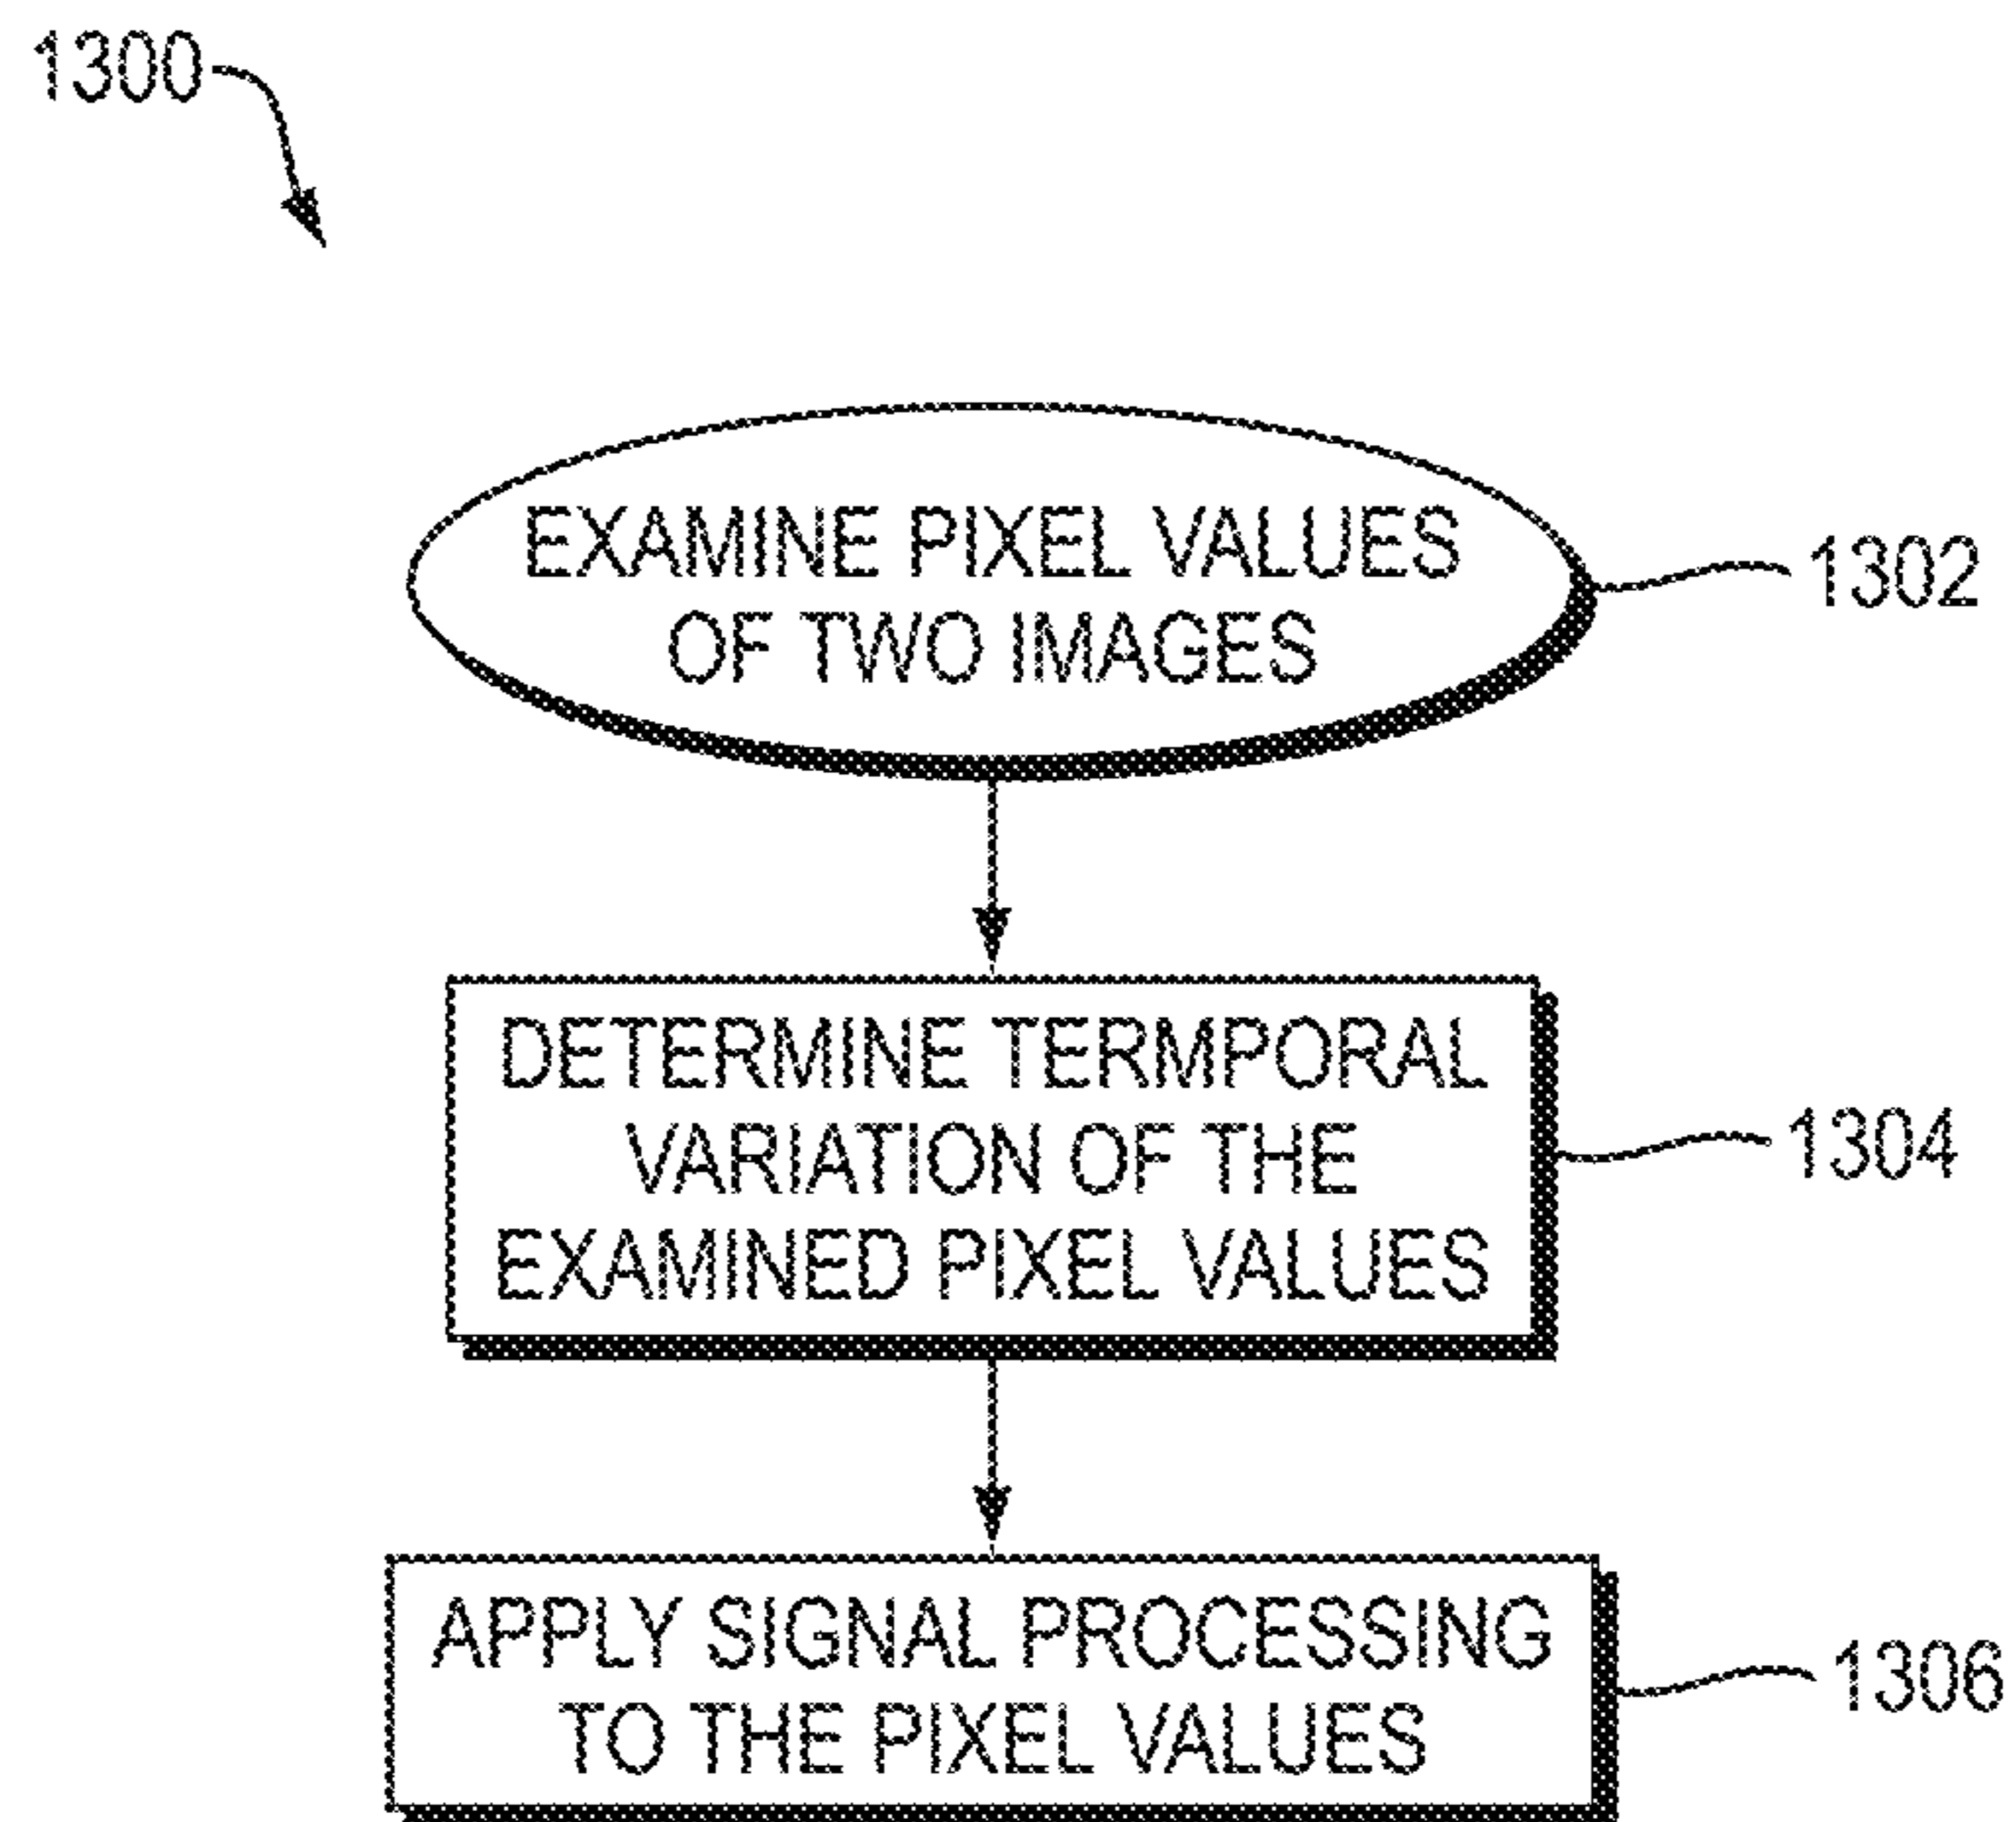 1300
EXAMINE PIXEL VALUES
OF TWO IMAGES
1302
DETERMINE TERMPORAL
VARIATION OF THE
EXAMINED PIXEL VALUES
1304
APPLY SIGNAL PROCESSING
TO THE PIXEL VALUES
1306